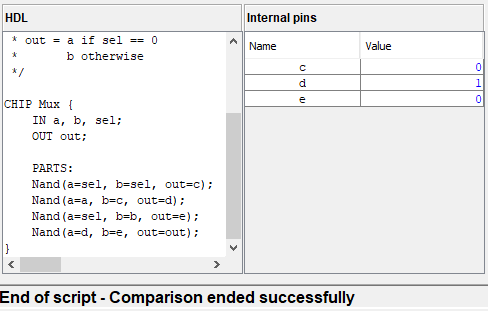 HDL
* out = a if sel == 0
* b otherwise
*/
CHIP Mux {
IN a, b, sel;
OUT out;
PARTS:
Nand(a=sel, b=sel, out=c);
Nand(a=a, b=c, out=d);
Nand(a=sel, b=b, out=e);
Nand(a=d, b=e, out=out);
}
Internal pins
Name Value
c 0
d 1
e 0
End of script - Comparison ended successfully